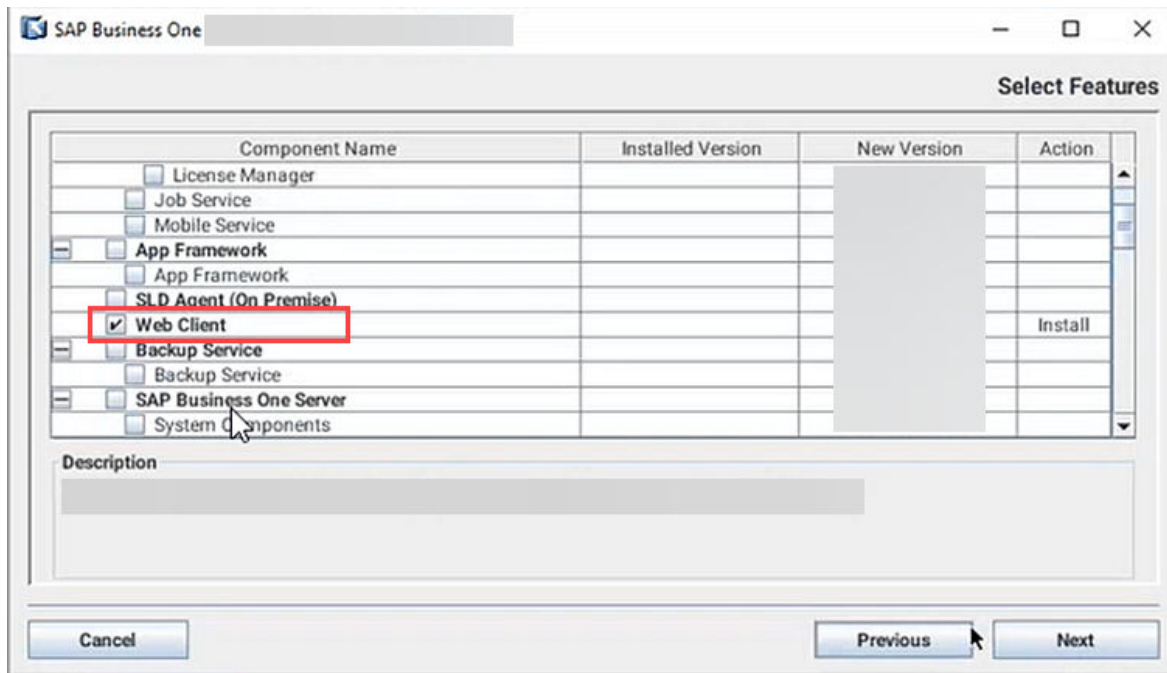 SAP Business One
Select Features
Component Name Installed Version New Version Action
License Manager
Job Service
Mobile Service
App Framework
App Framework
SLD Agent (On Premise)
Web Client Install
Backup Service
Backup Service
SAP Business One Server
System Components
Description
Cancel Previous Next